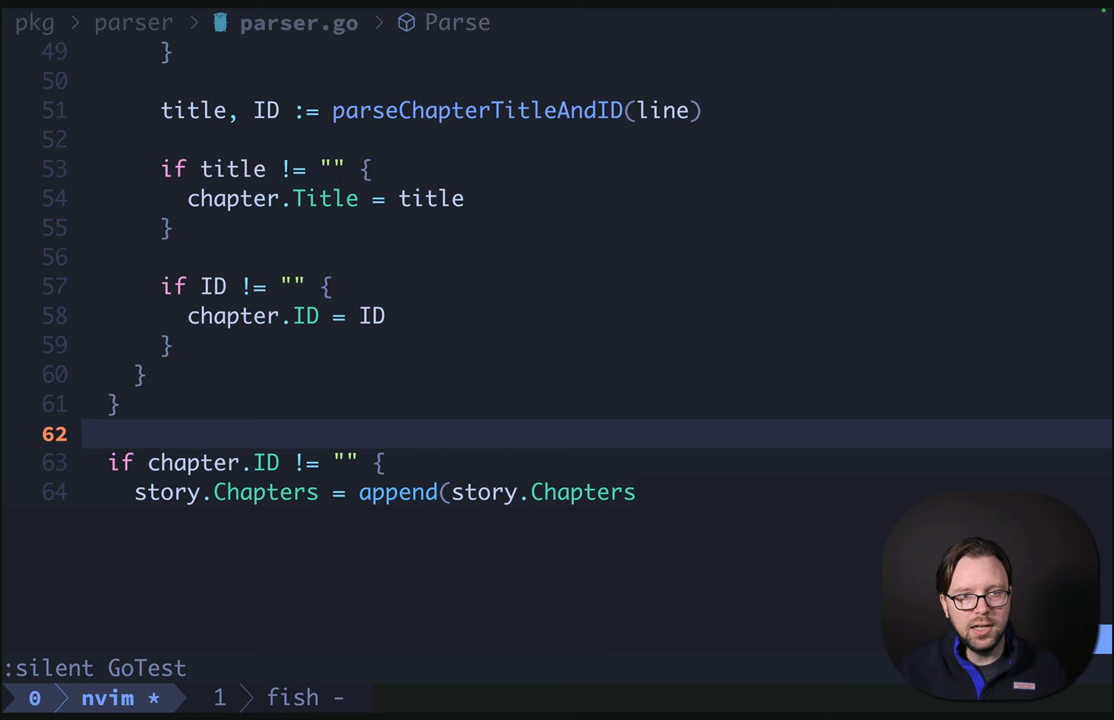 pkg > parser > parser.go > Parse
49 }
50
51 title, ID := parseChapterTitleAndID(line)
52
53 if title != "" {
54 chapter.Title = title
55 }
56
57 if ID != "" {
58 chapter.ID = ID
59 }
60 }
61 }
62
63 if chapter.ID != "" {
64 story.Chapters = append(story.Chapters
:silent GoTest
0 nvim * 1 fish -